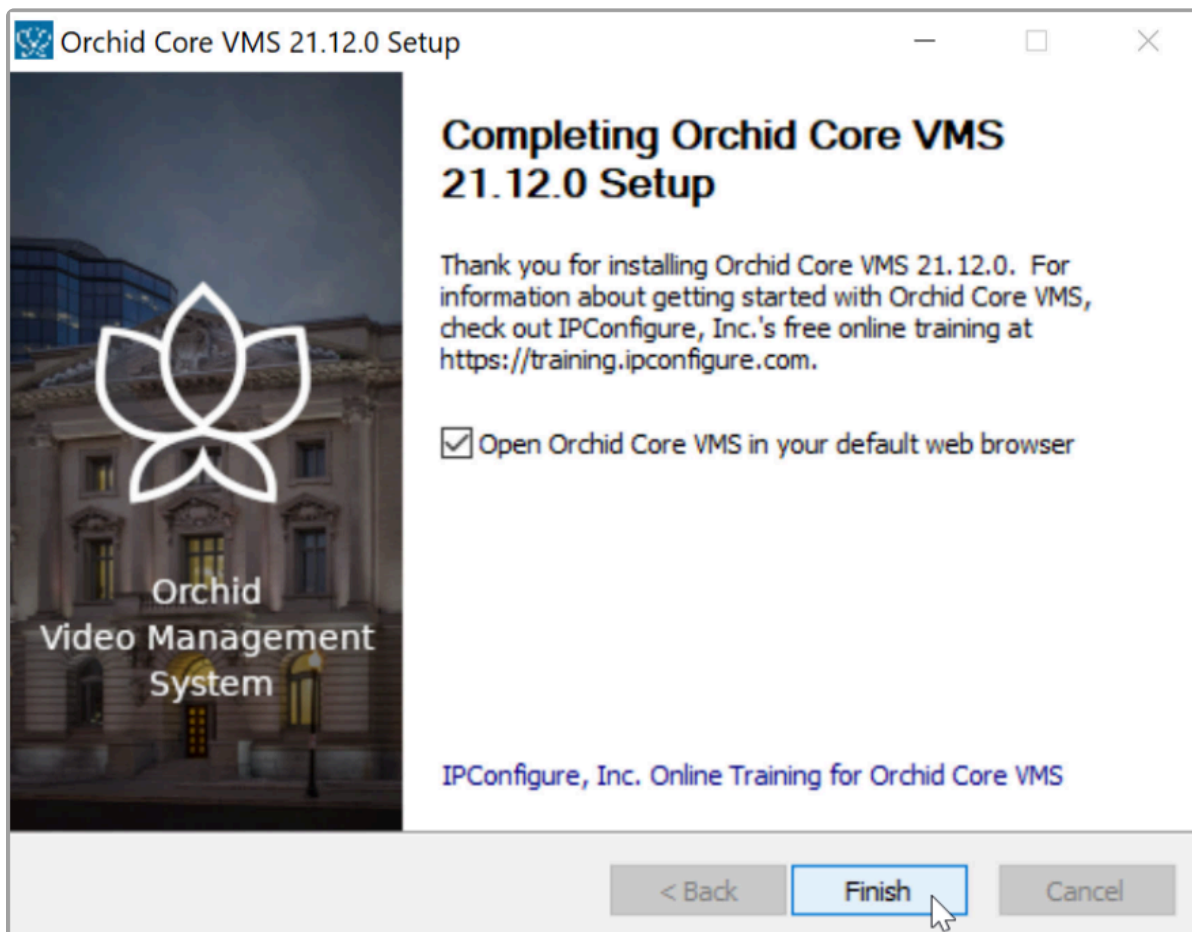 Orchid Core VMS 21.12.0 Setup
Completing Orchid Core VMS
21.12.0 Setup
Thank you for installing Orchid Core VMS 21.12.0.  For
information about getting started with Orchid Core VMS,
check out IPConfigure, Inc.'s free online training at
https://training.ipconfigure.com.
Open Orchid Core VMS in your default web browser
Orchid
Video Management
System
IPConfigure, Inc. Online Training for Orchid Core VMS
< Back
Finish
Cancel